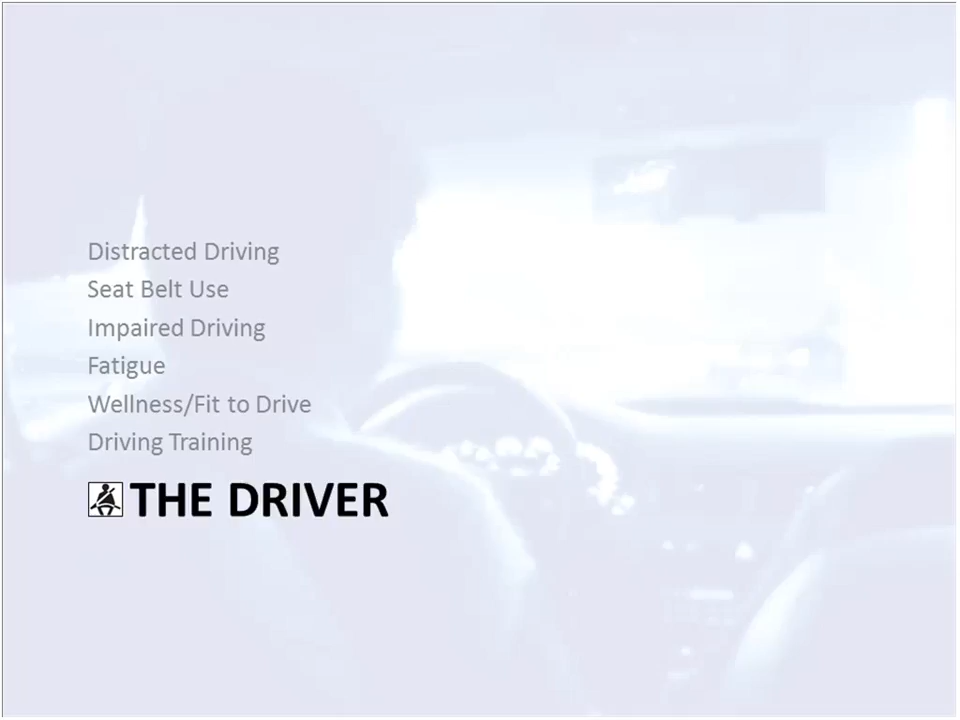 Distracted Driving
Seat Belt Use
Impaired Driving
Fatigue
Wellness/Fit to Drive
Driving Training
THE DRIVER